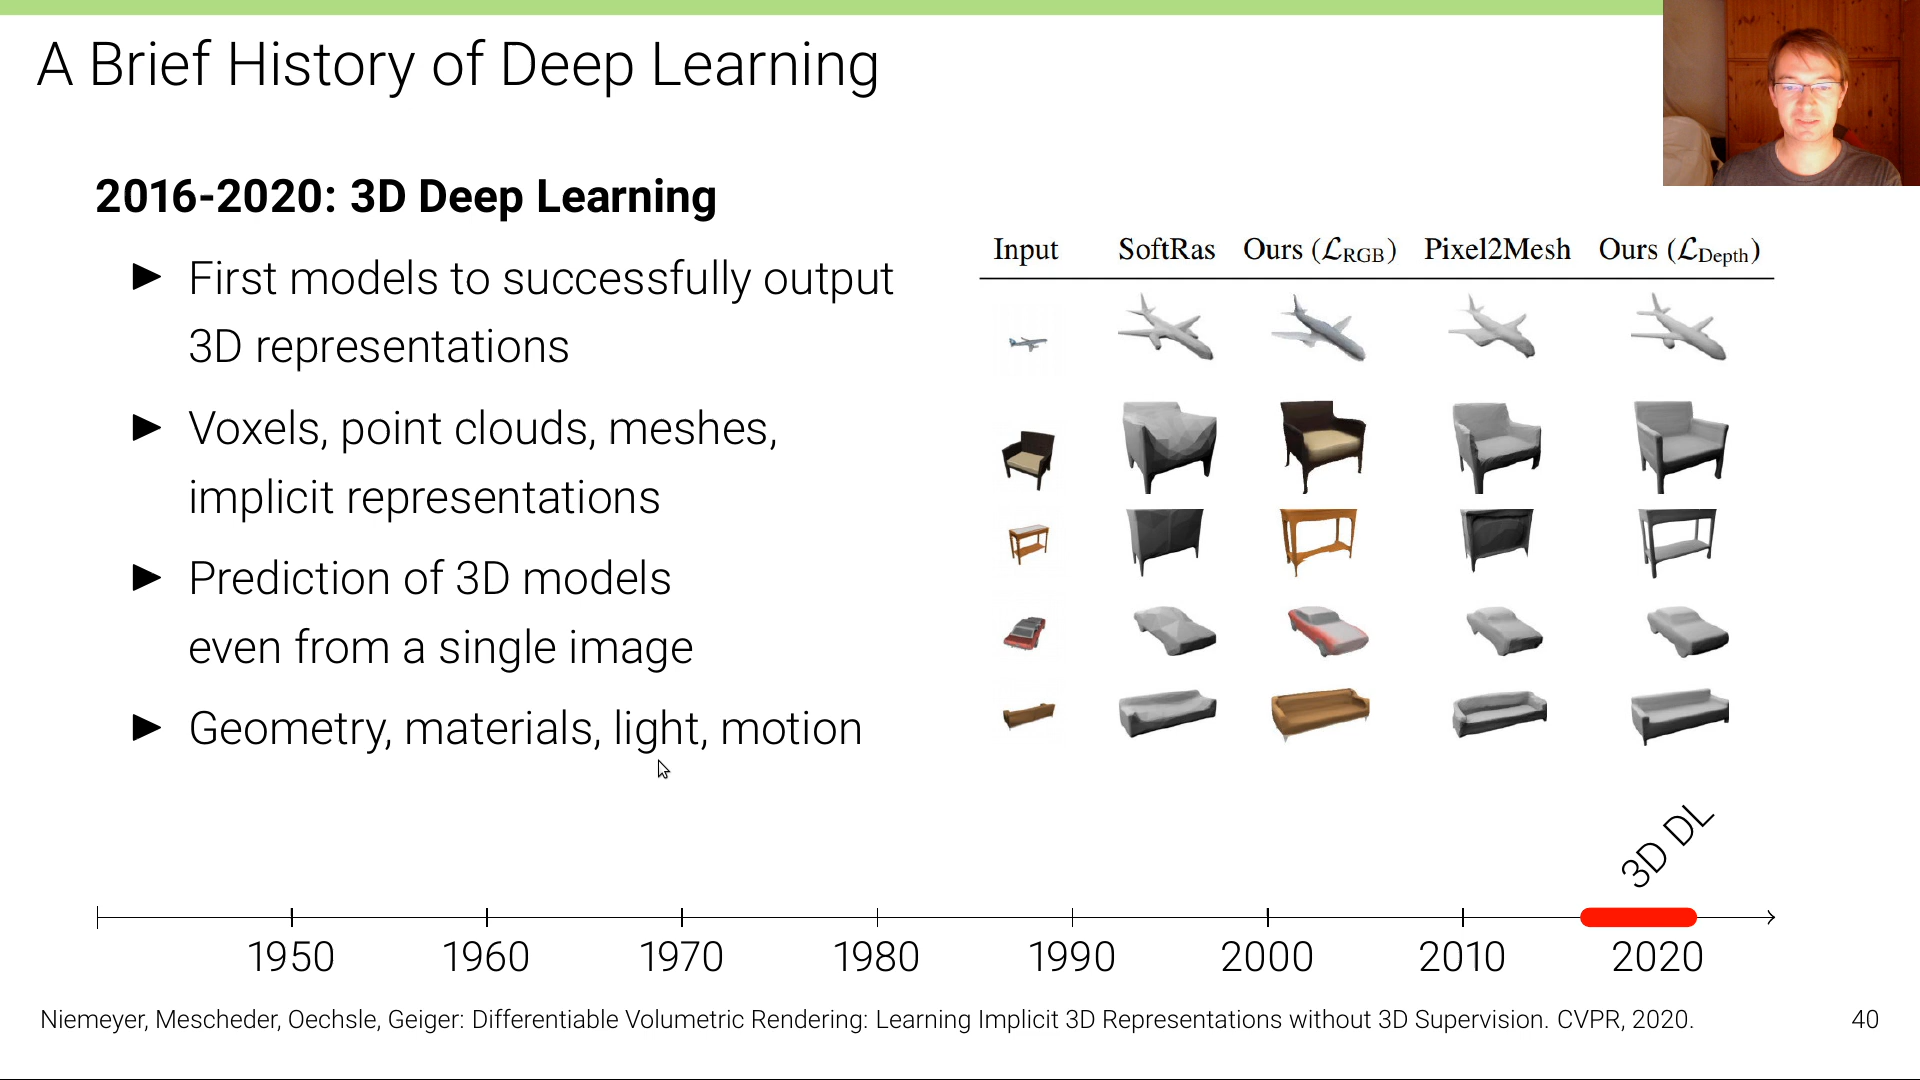 A Brief History of Deep Learning
2016-2020: 3D Deep Learning
► First models to successfully output
3D representations
► Voxels, point clouds, meshes,
implicit representations
► Prediction of 3D models
even from a single image
► Geometry, materials, light, motion
Input SoftRas Ours (ℒRGB) Pixel2Mesh Ours (ℒDepth)
3D DL
1950 1960 1970 1980 1990 2000 2010 2020
Niemeyer, Mescheder, Oechsle, Geiger: Differentiable Volumetric Rendering: Learning Implicit 3D Representations without 3D Supervision. CVPR, 2020.
40